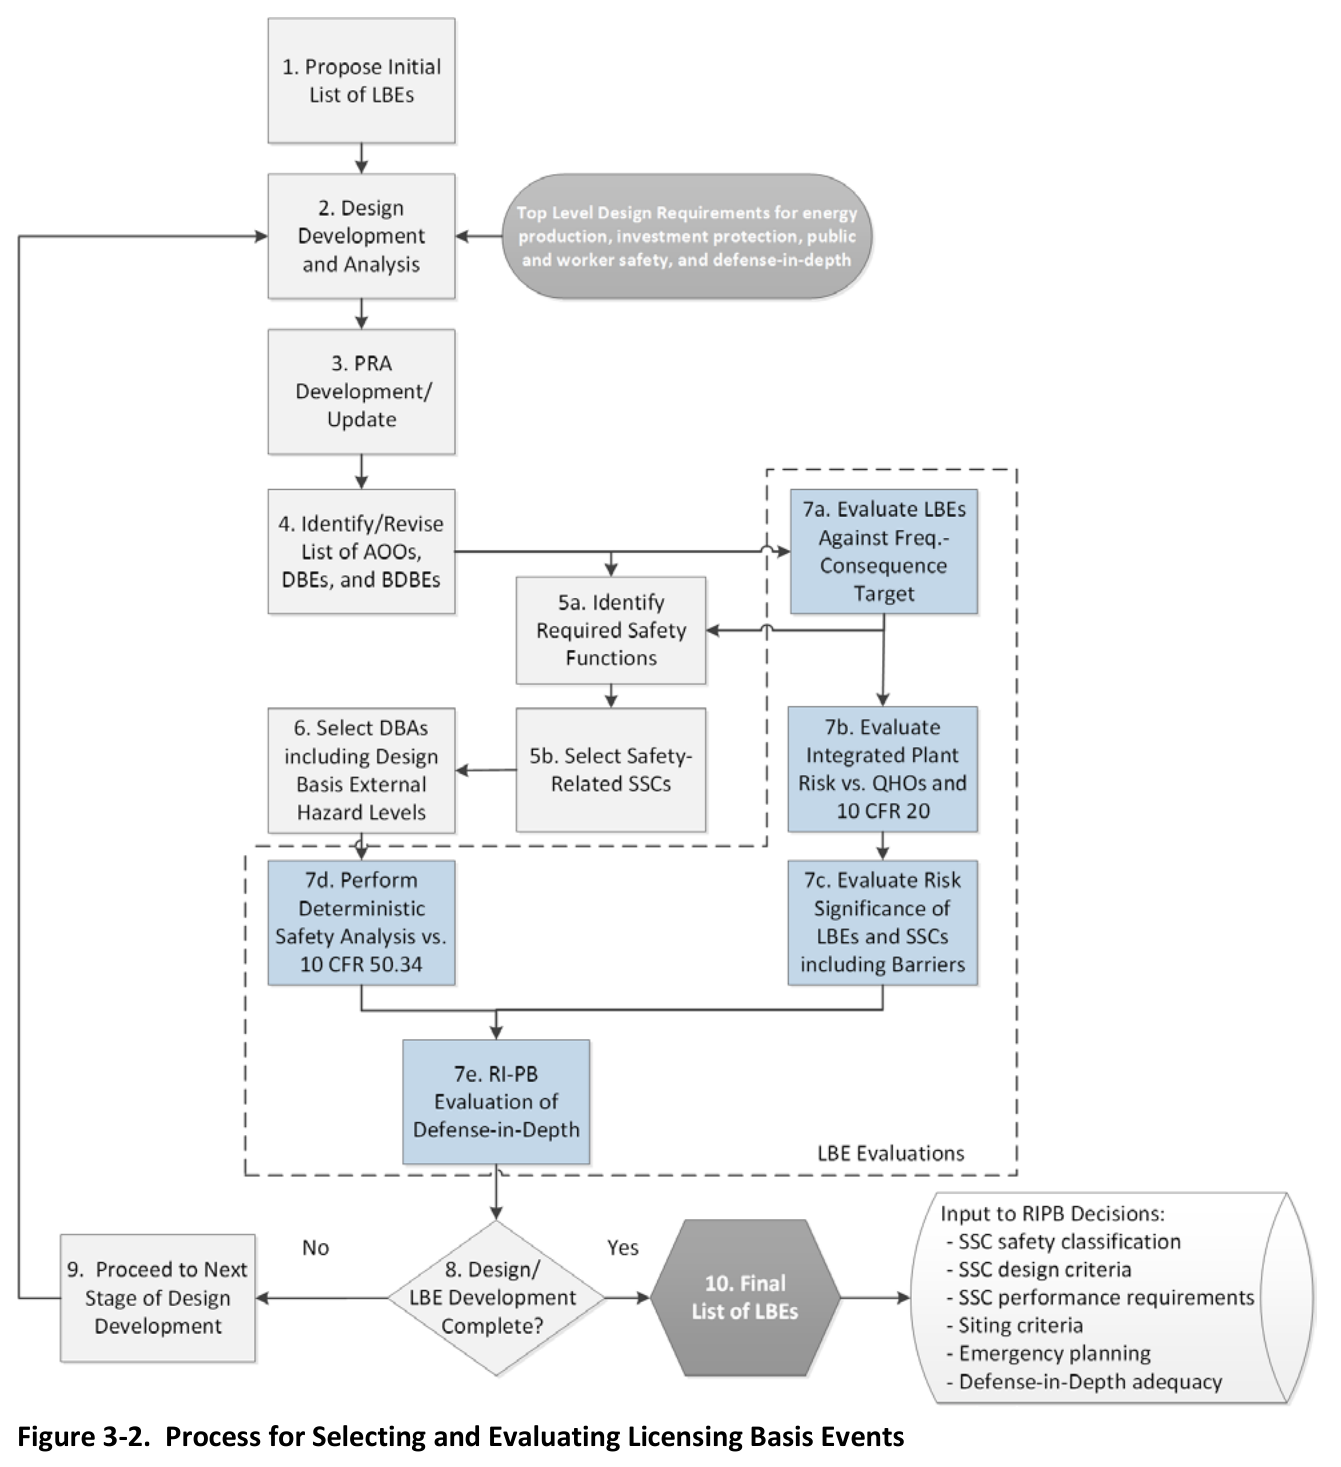 1. Propose Initial
List of LBEs
2. Design
Development
and Analysis
Top Level Design Requirements for energy
production, investment protection, public
and worker safety, and defense-in-depth
3. PRA
Development/
Update
4. Identify/Revise
List of AOOs,
DBEs, and BDBEs
7a. Evaluate LBEs
Against Freq.-
Consequence
Target
5a. Identify
Required Safety
Functions
6. Select DBAs
including Design
Basis External
Hazard Levels
5b. Select Safety-
Related SSCs
7b. Evaluate
Integrated Plant
Risk vs. QHOs and
10 CFR 20
7d. Perform
Deterministic
Safety Analysis vs.
10 CFR 50.34
7c. Evaluate Risk
Significance of
LBEs and SSCs
including Barriers
7e. RI-PB
Evaluation of
Defense-in-Depth
LBE Evaluations
9. Proceed to Next
Stage of Design
Development
No
8. Design/
LBE Development
Complete?
Yes
10. Final
List of LBEs
Input to RIPB Decisions:
- SSC safety classification
- SSC design criteria
- SSC performance requirements
- Siting criteria
- Emergency planning
- Defense-in-Depth adequacy
Figure 3-2. Process for Selecting and Evaluating Licensing Basis Events